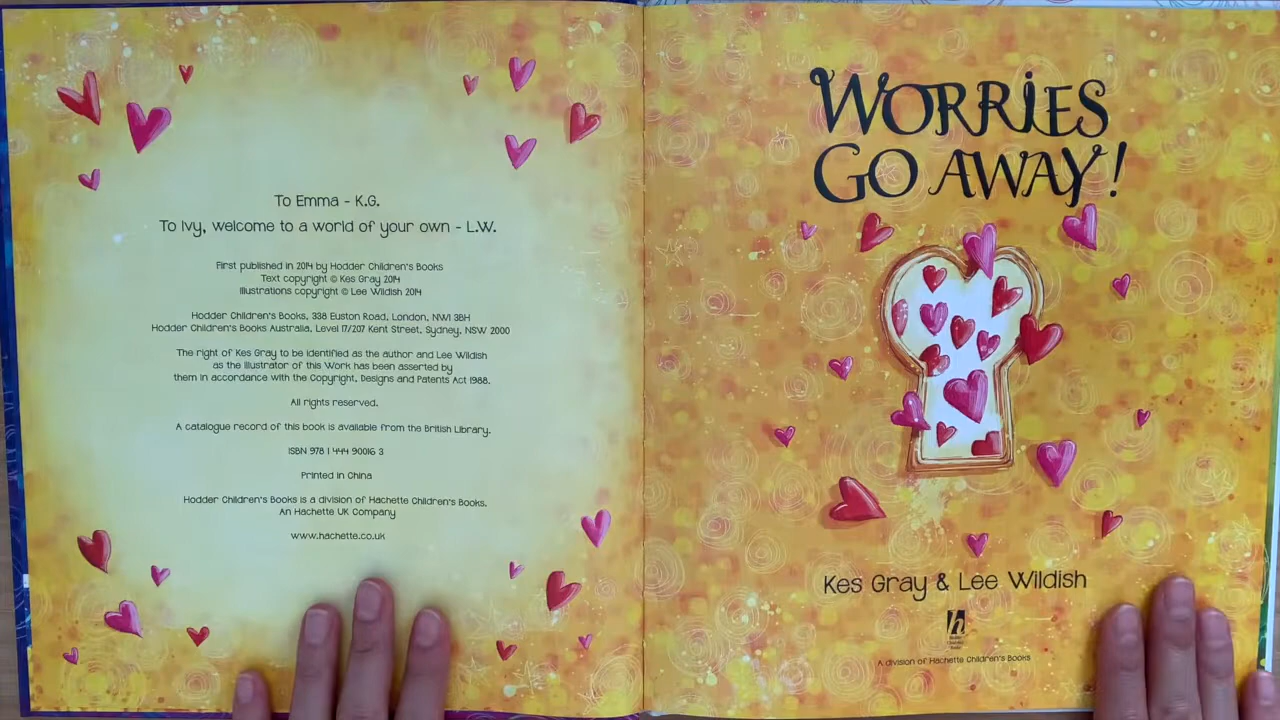 To Emma - K.G.
To Ivy, welcome to a world of your own - L.W.
First published in 2014 by Hodder Children's Books
Text copyright © Kes Gray 2014
Illustrations copyright © Lee Wildish 2014
Hodder Children's Books, 338 Euston Road, London, NW1 3BH
Hodder Children's Books Australia, Level 17/207 Kent Street, Sydney, NSW 2000
The right of Kes Gray to be identified as the author and Lee Wildish
as the illustrator of this Work has been asserted by
them in accordance with the Copyright, Designs and Patents Act 1988.
All rights reserved.
A catalogue record of this book is available from the British Library.
ISBN 978 1 444 90016 3
Printed in China
Hodder Children's Books is a division of Hachette Children's Books.
An Hachette UK Company
www.hachette.co.uk
WORRIES
GO AWAY!
Kes Gray & Lee Wildish
h
Hodder
Children's
Books
A division of Hachette Children's Books